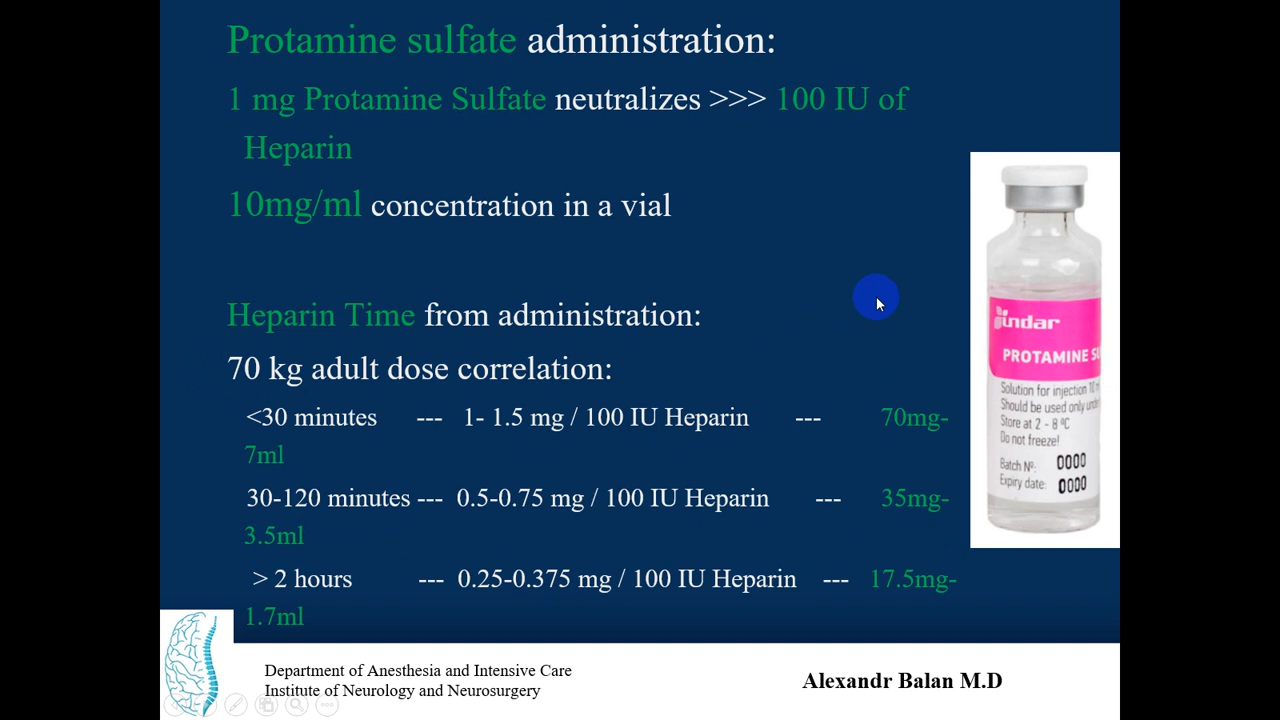 Protamine sulfate administration:
1 mg Protamine Sulfate neutralizes >>> 100 IU of
Heparin
10mg/ml concentration in a vial
Heparin Time from administration:
70 kg adult dose correlation:
<30 minutes --- 1- 1.5 mg / 100 IU Heparin --- 70mg-
7ml
30-120 minutes --- 0.5-0.75 mg / 100 IU Heparin --- 35mg-
3.5ml
> 2 hours --- 0.25-0.375 mg / 100 IU Heparin --- 17.5mg-
1.7ml
indar
PROTAMINE SU
Solution for injection 10 m
Should be used only unde
Store at 2 - 8 ºC
Do not freeze!
Batch Nº: 0000
Expiry date: 0000
Department of Anesthesia and Intensive Care
Institute of Neurology and Neurosurgery
Alexandr Balan M.D